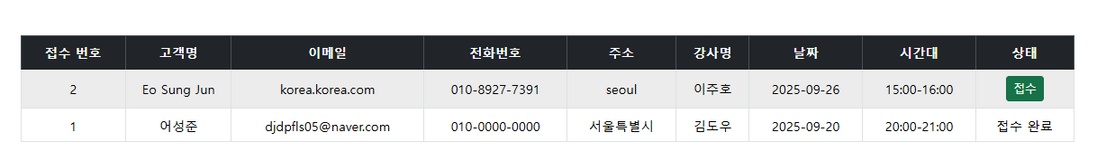 접수 번호 고객명 이메일 전화번호 주소 강사명 날짜 시간대 상태
2 Eo Sung Jun korea.korea.com 010-8927-7391 seoul 이주호 2025-09-26 15:00-16:00 접수
1 어성준 djdpfls05@naver.com 010-0000-0000 서울특별시 김도우 2025-09-20 20:00-21:00 접수 완료